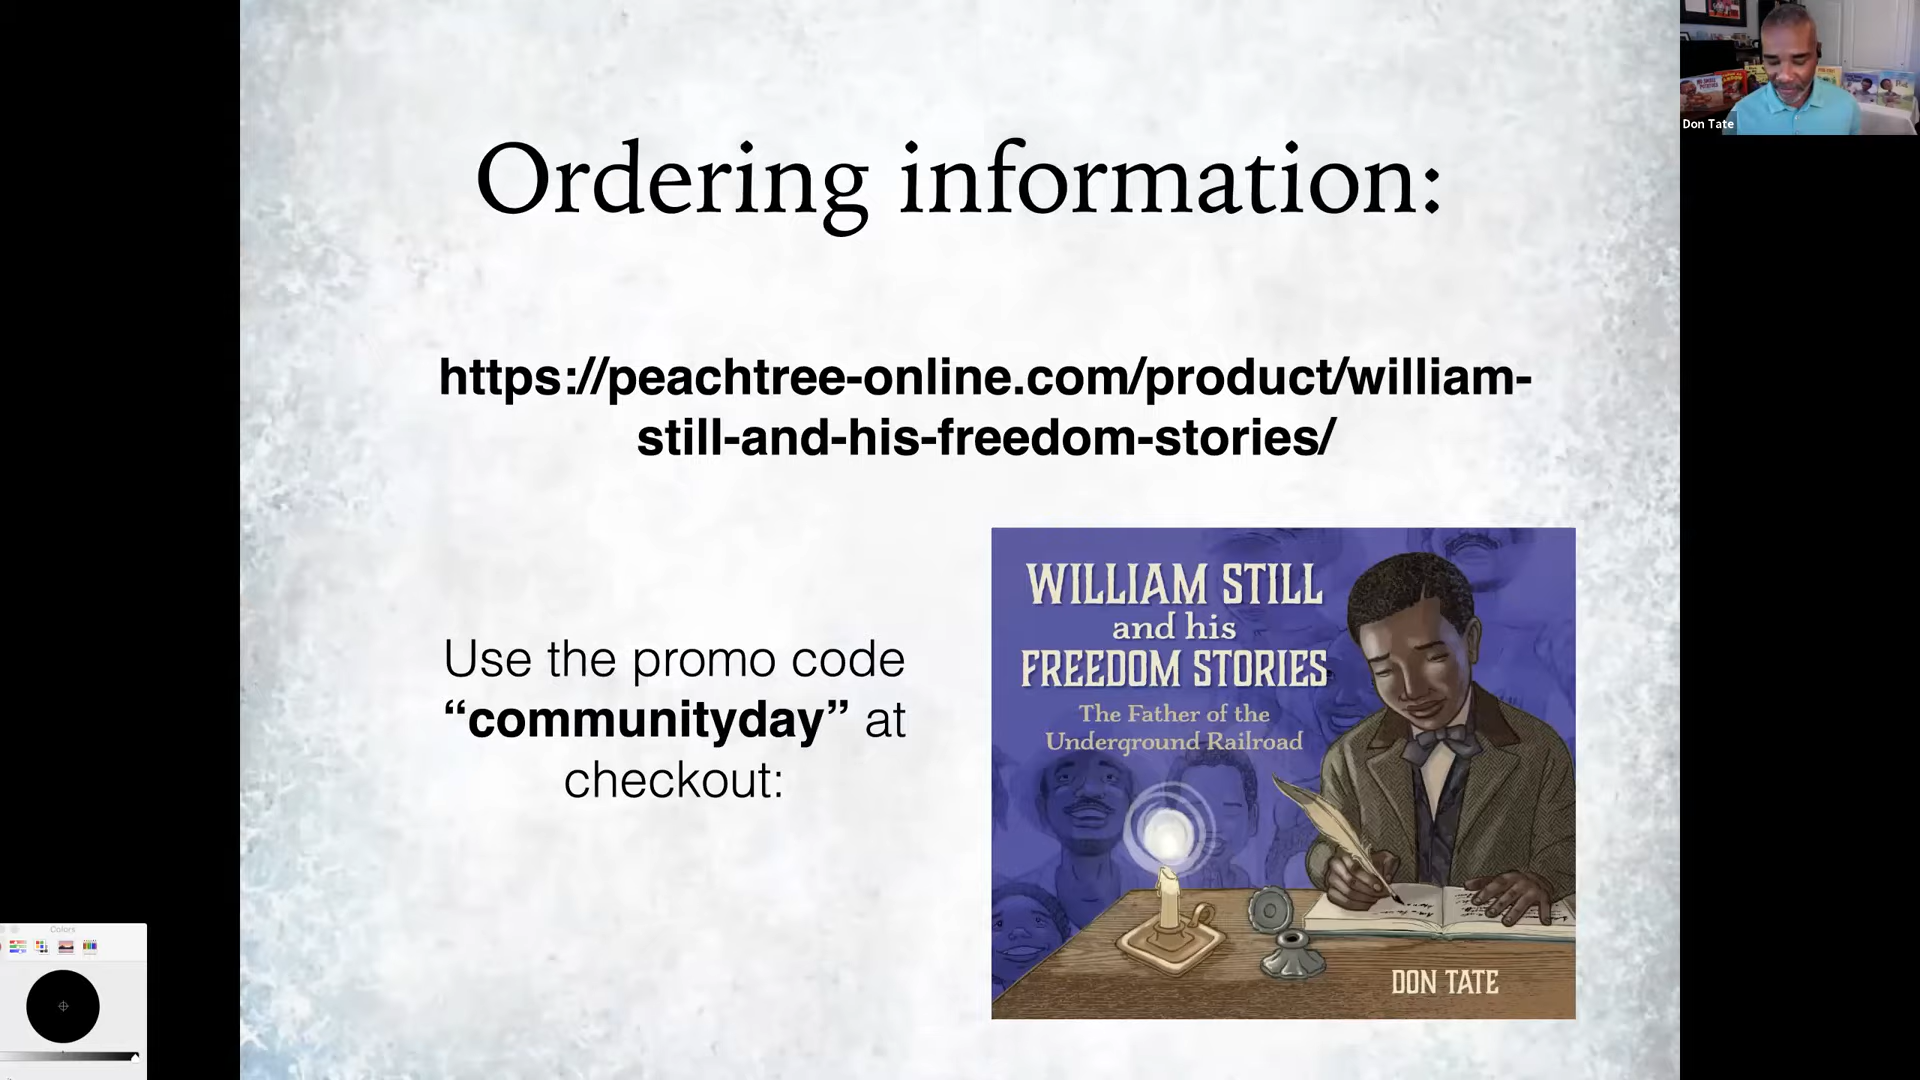 Ordering information:
https://peachtree-online.com/product/william-
still-and-his-freedom-stories/
Use the promo code
“communityday” at
checkout:
WILLIAM STILL
and his
FREEDOM STORIES
The Father of the
Underground Railroad
DON TATE
Don Tate
Colors